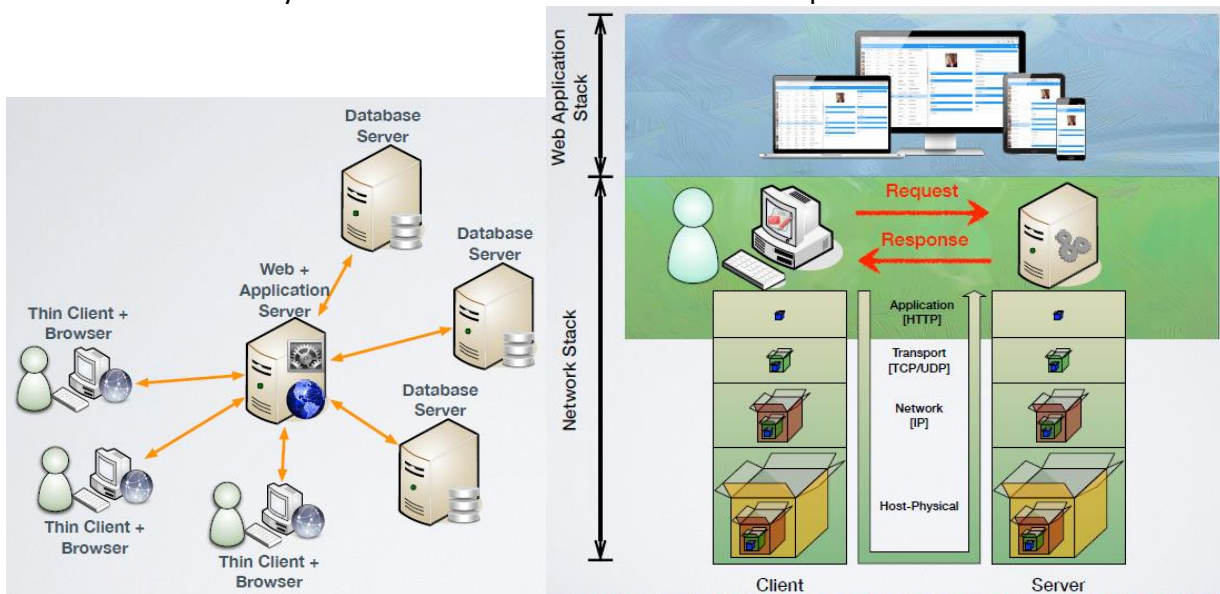 Database
Server
Database
Server
Web +
Application
Server
Thin Client +
Browser
Database
Server
Thin Client +
Browser
Thin Client +
Browser
Web Application
Stack
Network Stack
Request
Response
Application
[HTTP]
Transport
[TCP/UDP]
Network
[IP]
Host-Physical
Client
Server